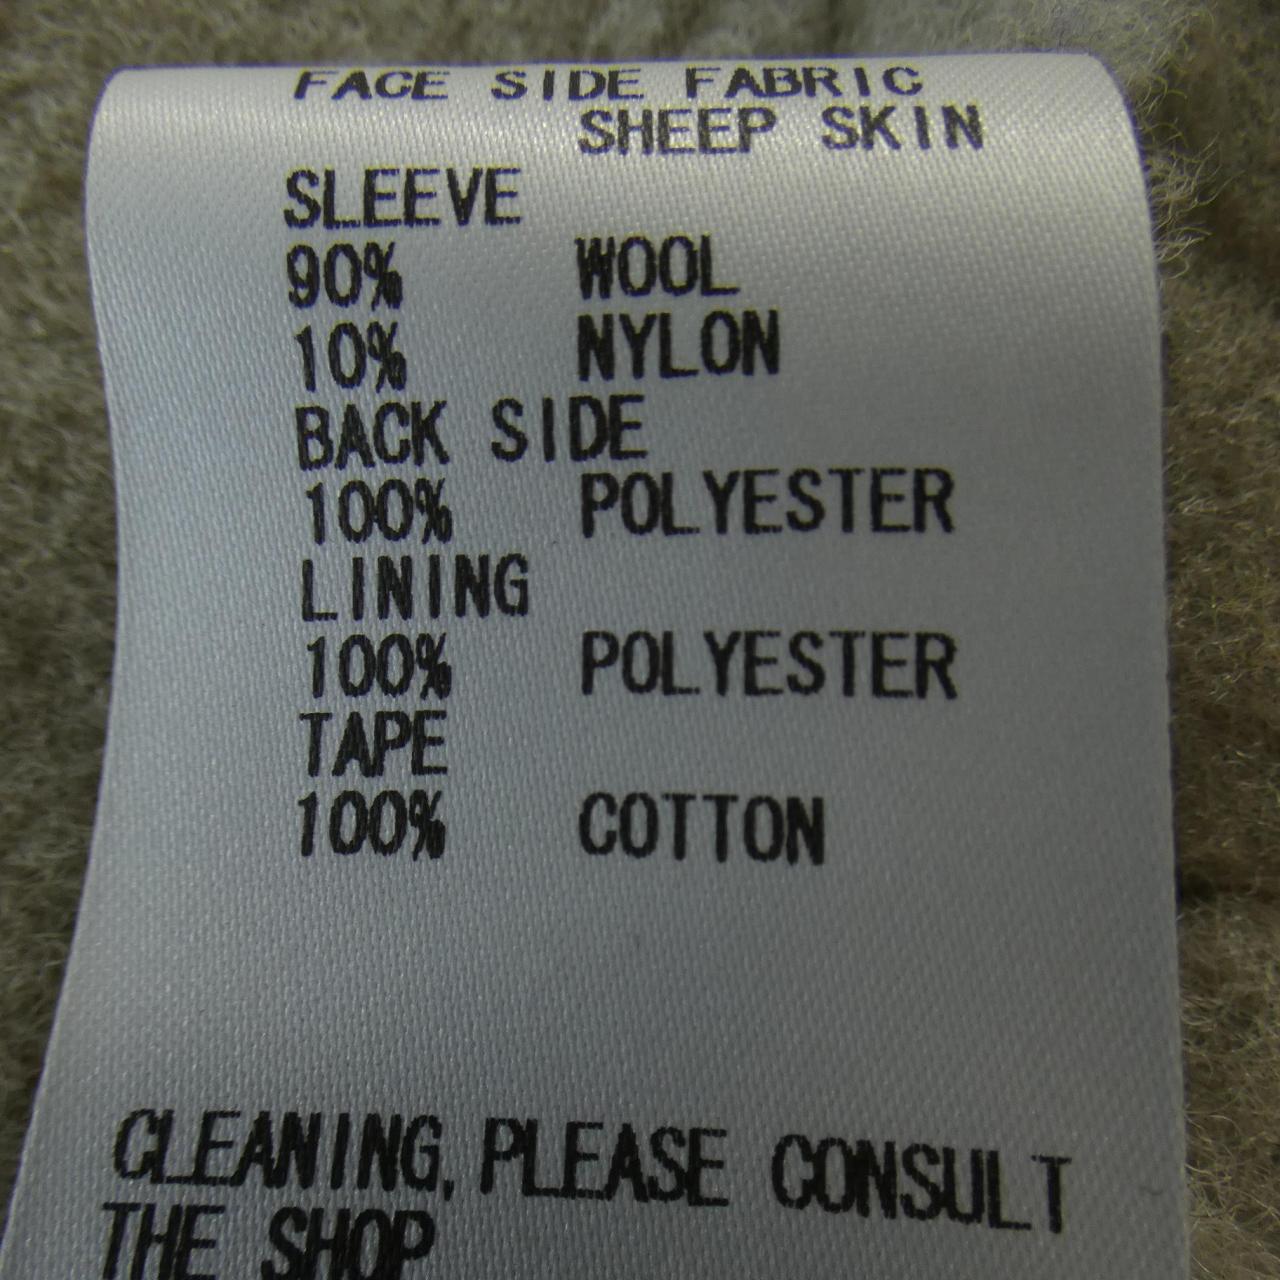 FACE SIDE FABRIC
SHEEP SKIN
SLEEVE
90% WOOL
10% NYLON
BACK SIDE
100% POLYESTER
LINING
100% POLYESTER
TAPE
100% COTTON
CLEANING, PLEASE CONSULT
THE SHOP